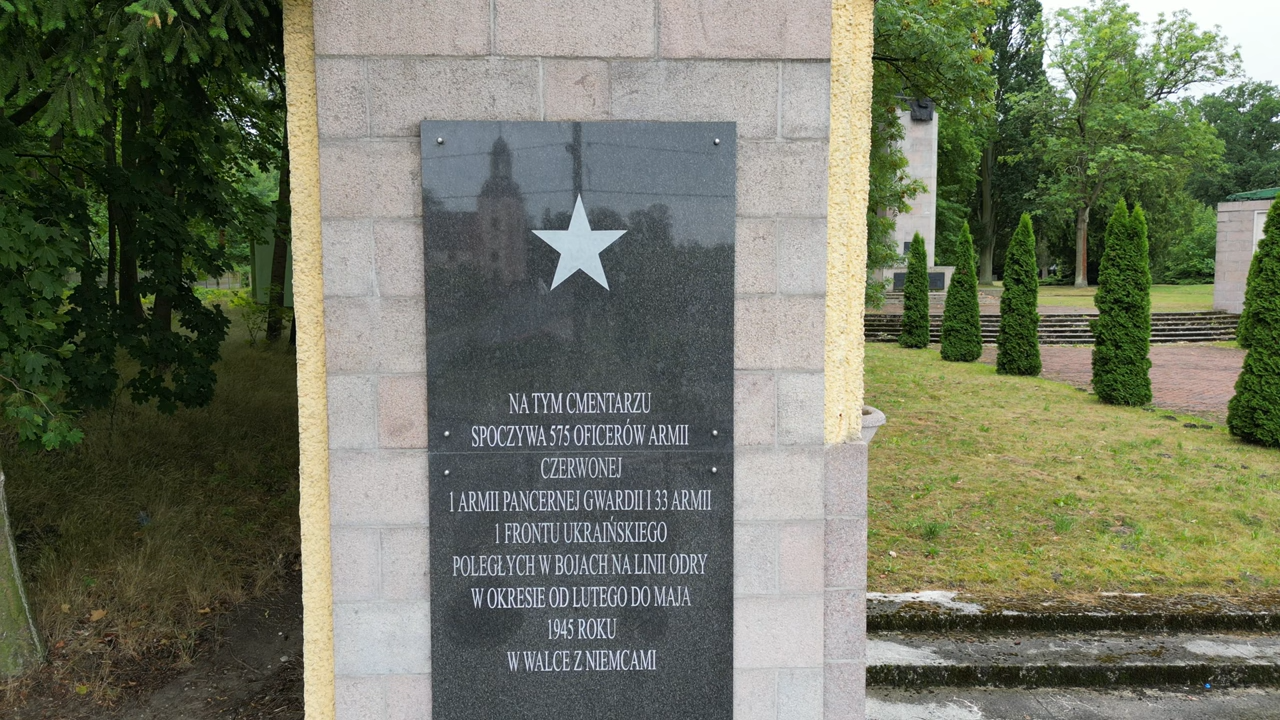 NA TYM CMENTARZU
SPOCZYWA 575 OFICERÓW ARMII
CZERWONEJ
1 ARMII PANCERNEJ GWARDII I 33 ARMII
1 FRONTU UKRAIŃSKIEGO
POLEGŁYCH W BOJACH NA LINII ODRY
W OKRESIE OD LUTEGO DO MAJA
1945 ROKU
W WALCE Z NIEMCAMI